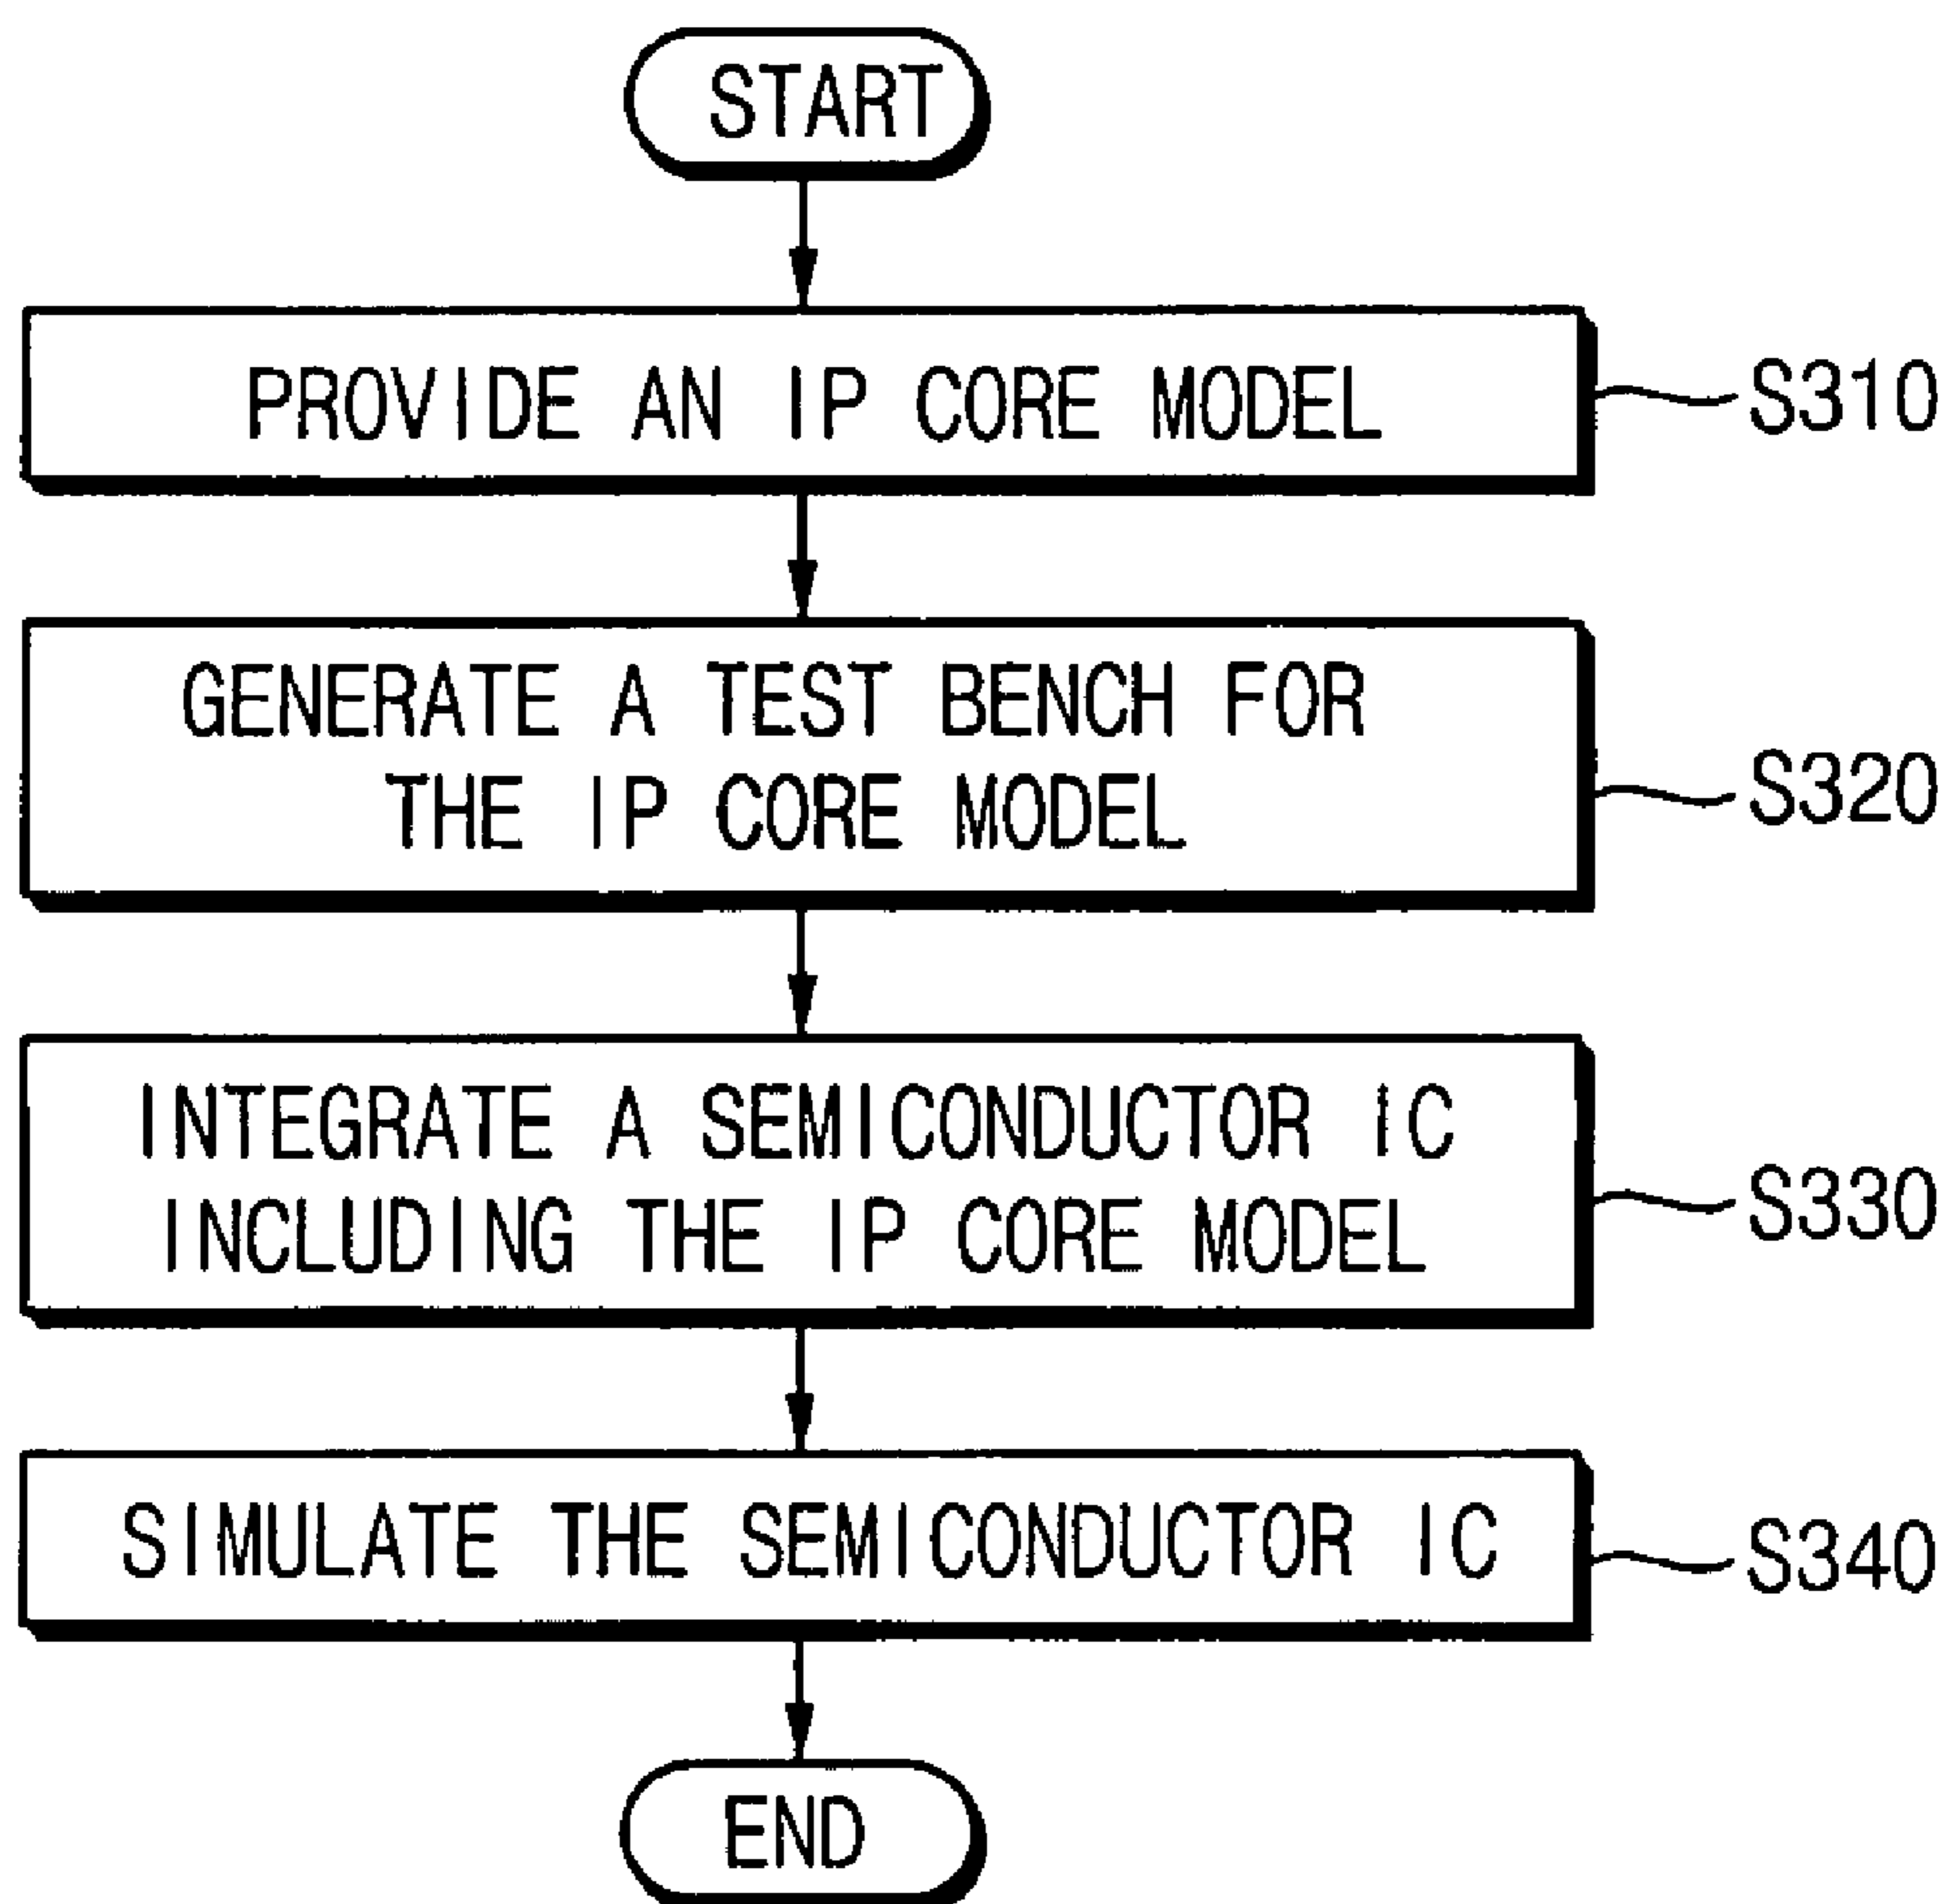 START
PROVIDE AN IP CORE MODEL
S310
GENERATE A TEST BENCH FOR
THE IP CORE MODEL
S320
INTEGRATE A SEMICONDUCTOR IC
INCLUDING THE IP CORE MODEL
S330
SIMULATE THE SEMICONDUCTOR IC
S340
END